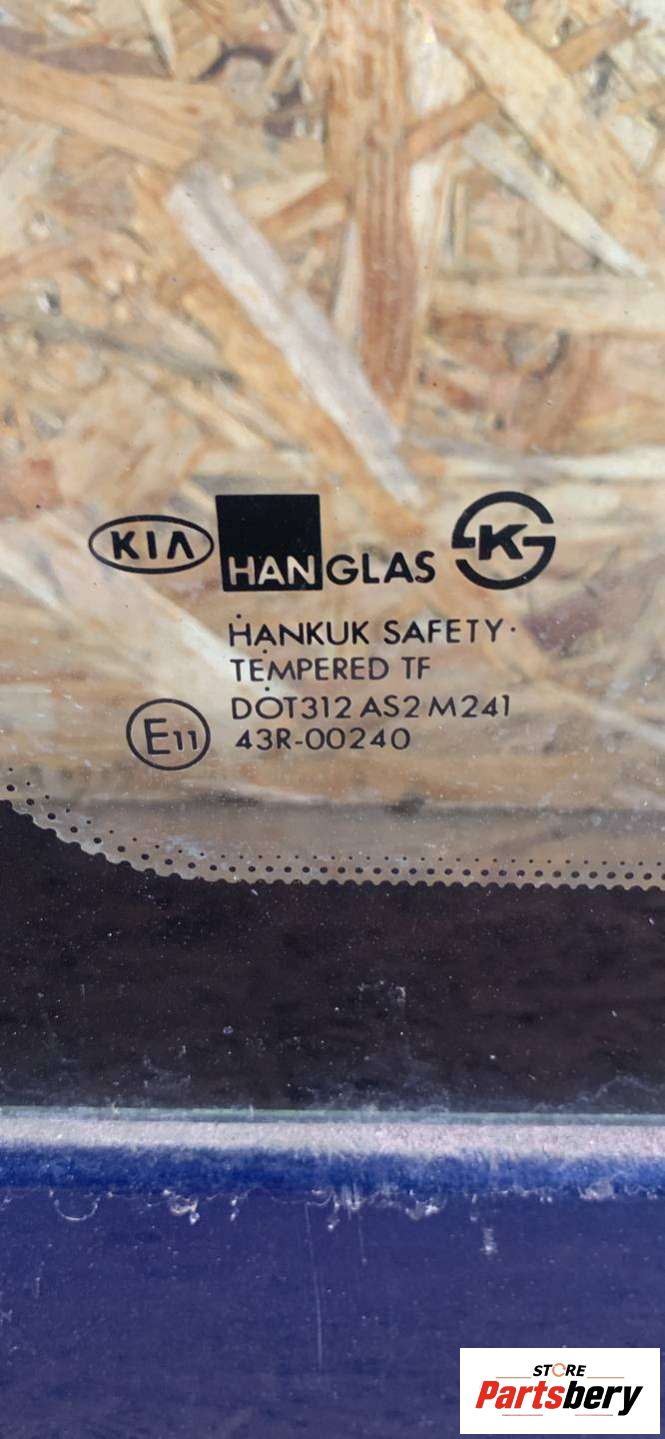 KIA HANGLAS K
HANKUK SAFETY·
TEMPERED TF
DOT312 AS2 M241
E11 43R-00240
STORE
Partsbery